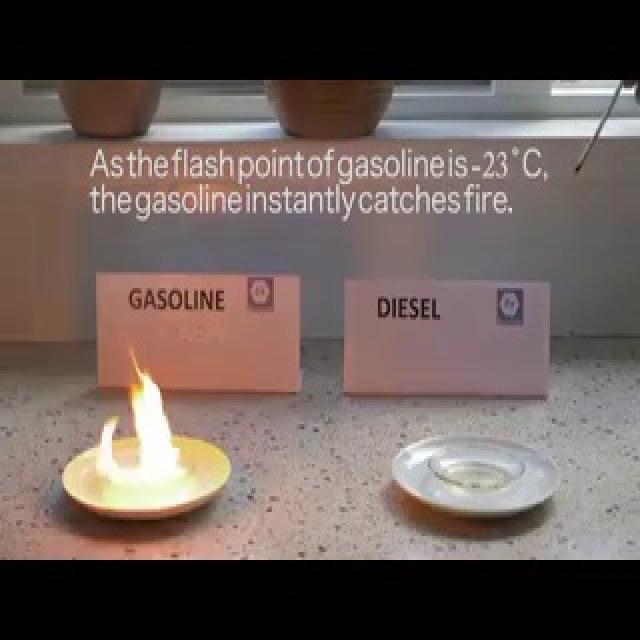 As the flash point of gasoline is -23°C,
the gasoline instantly catches fire.
GASOLINE
DIESEL